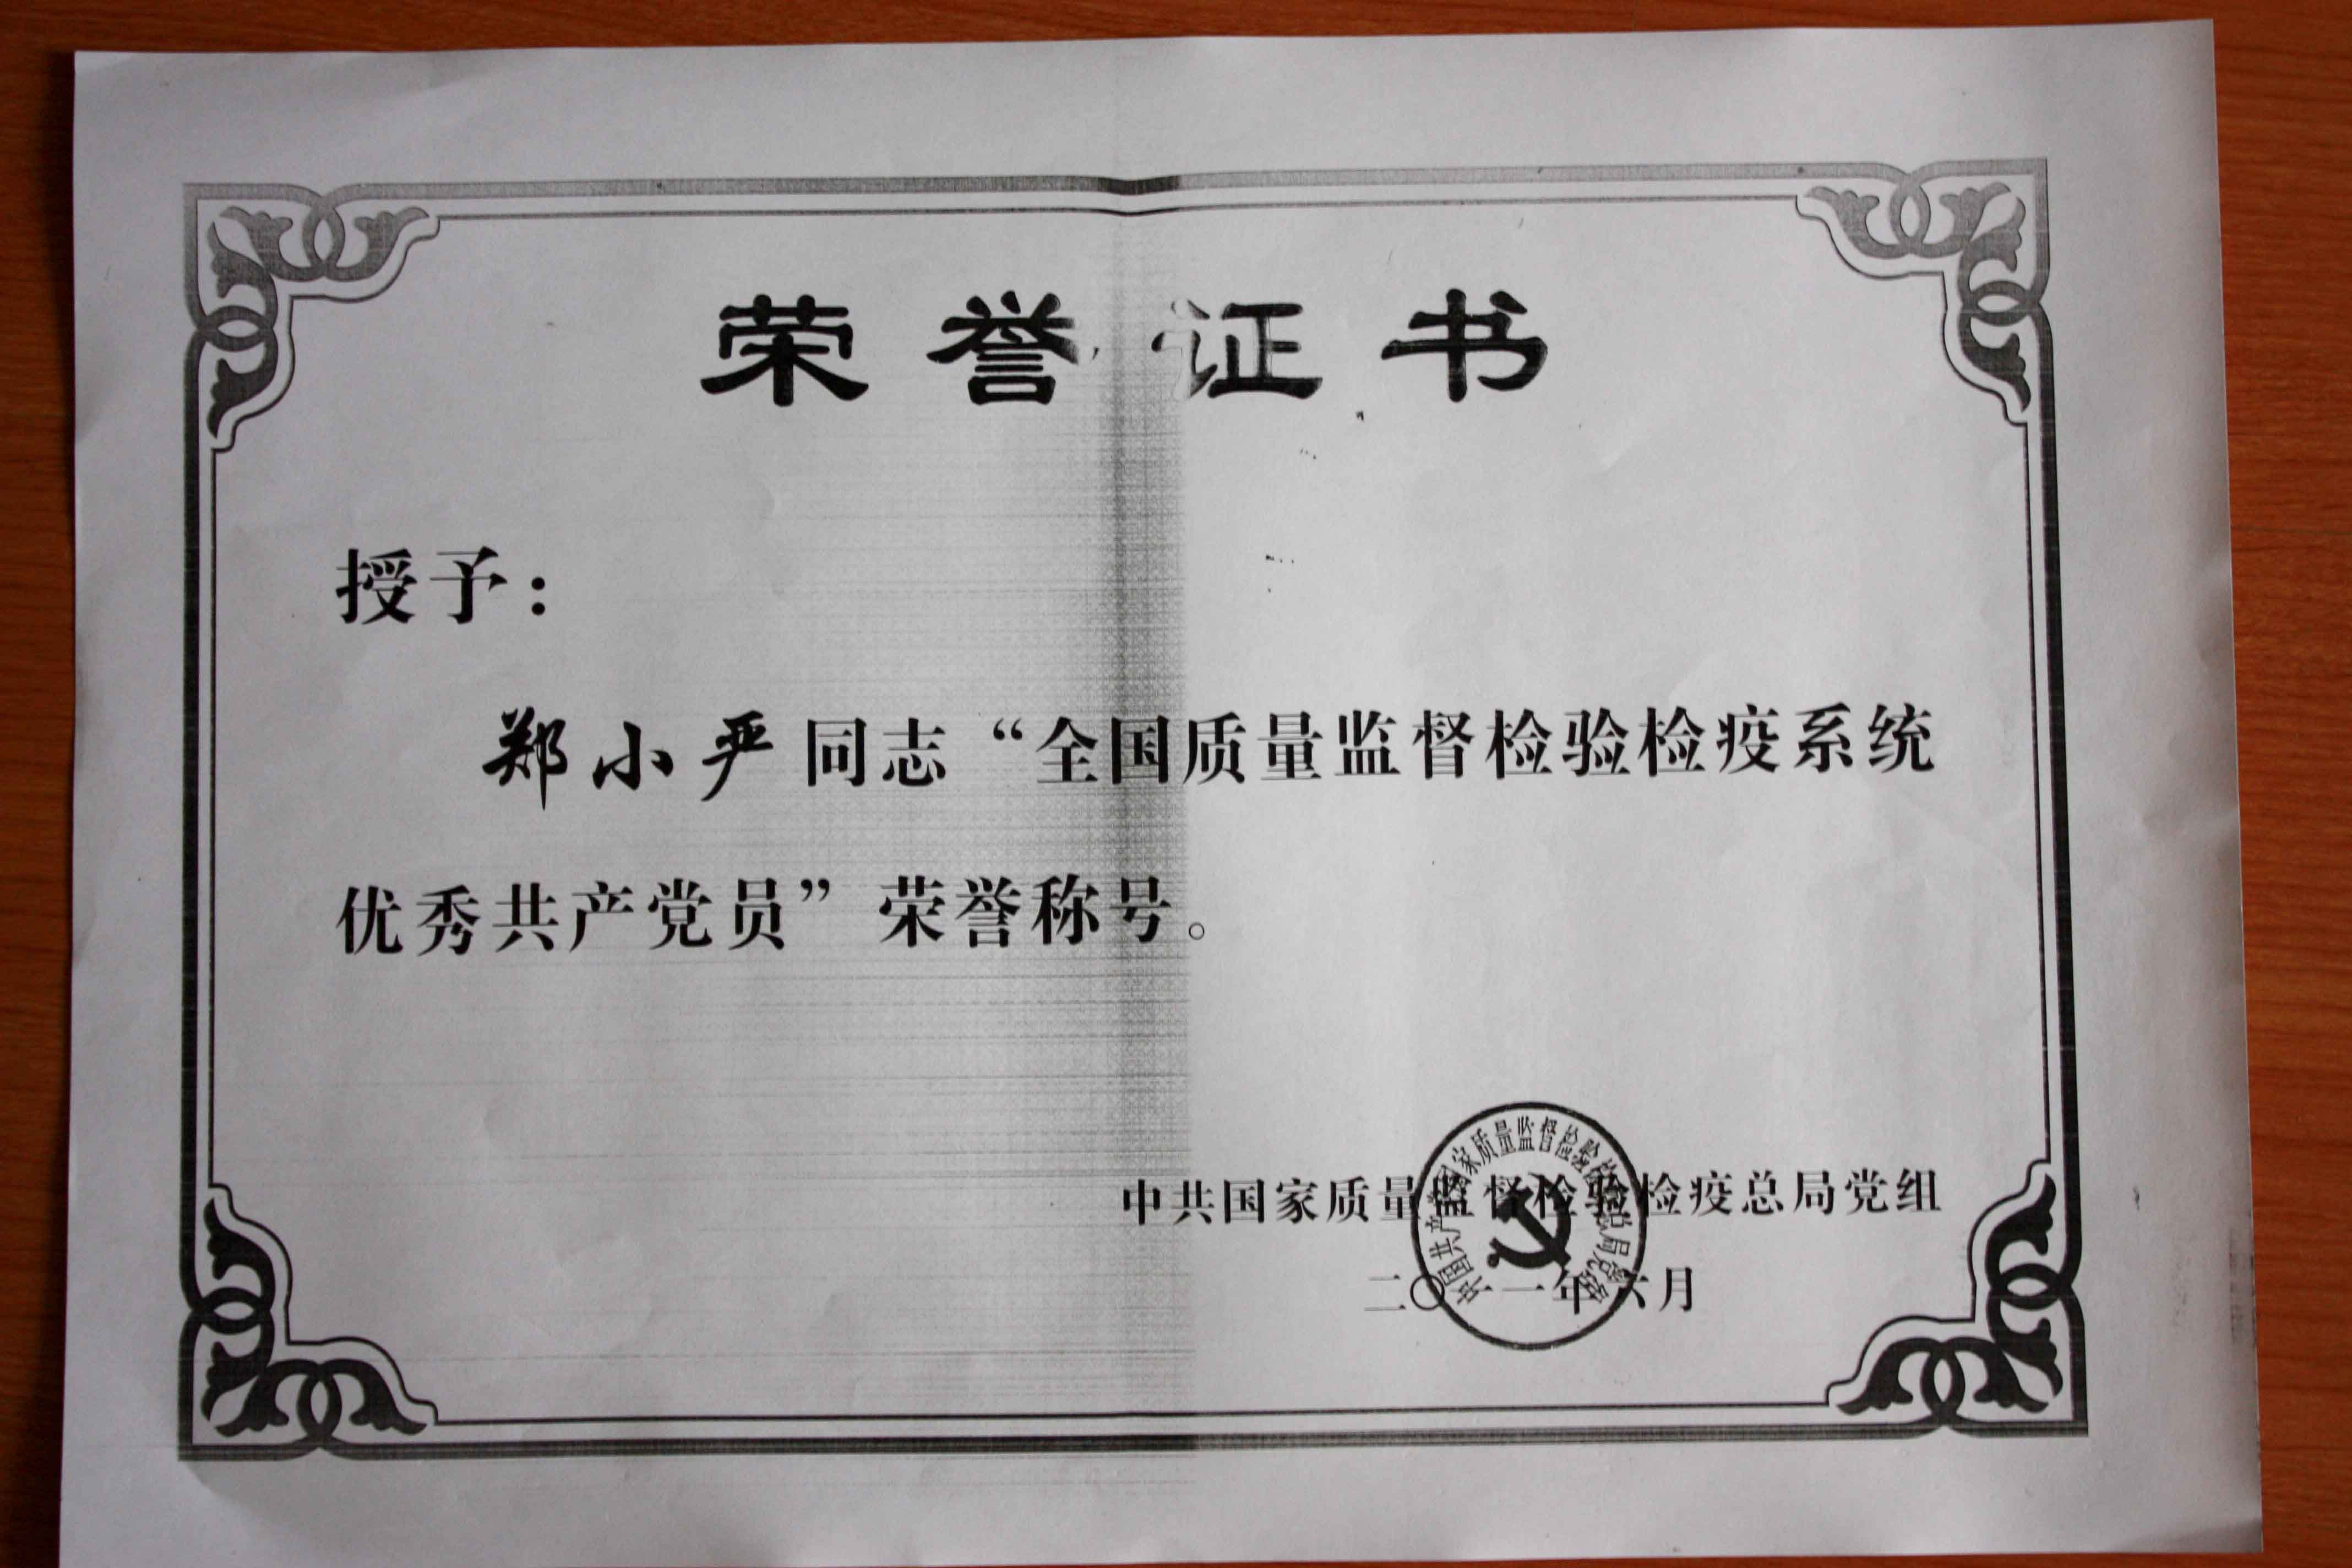 荣誉证书
授予：
郑小严同志“全国质量监督检验检疫系统
优秀共产党员”荣誉称号。
中共国家质量监督检验检疫总局党组
二〇一一年六月